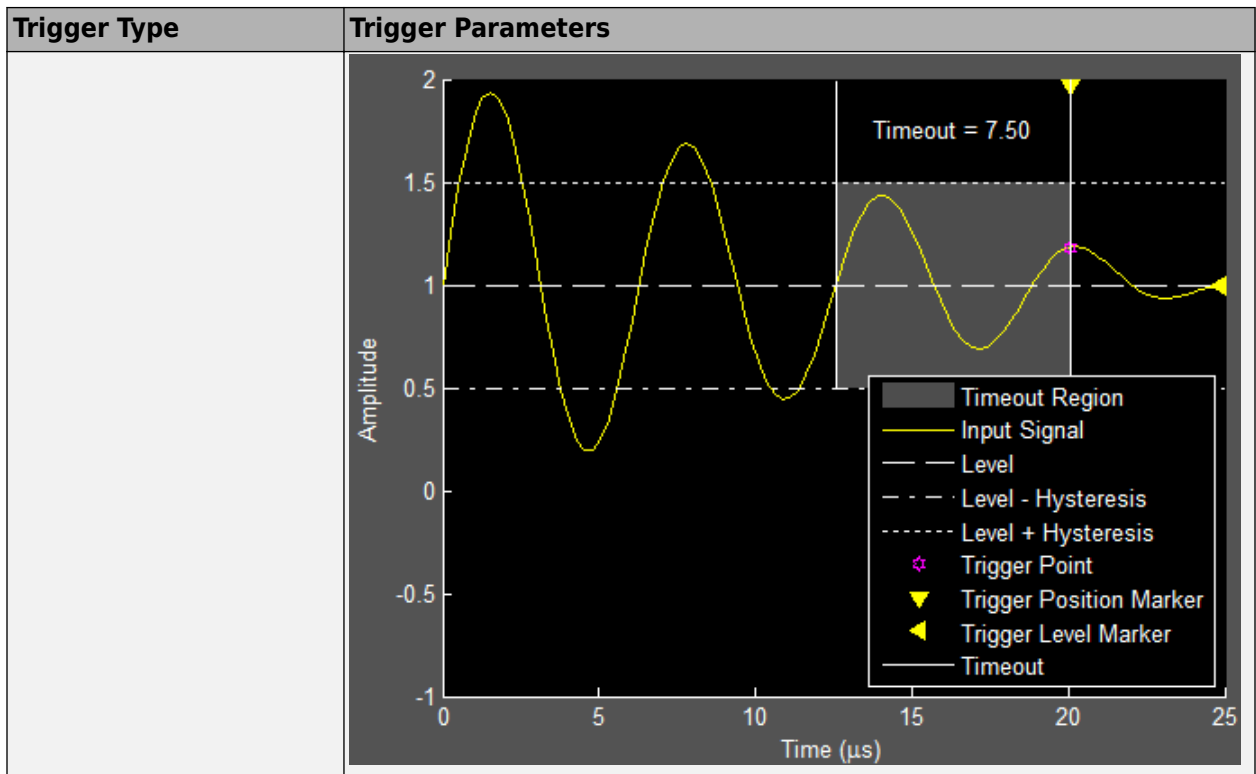 Trigger Type
Trigger Parameters
2
Timeout = 7.50
1.5
1
Amplitude
0.5
Timeout Region
Input Signal
Level
0
Level - Hysteresis
Level + Hysteresis
Trigger Point
-0.5
Trigger Position Marker
Trigger Level Marker
Timeout
-1
0
5
10
15
20
25
Time (µs)